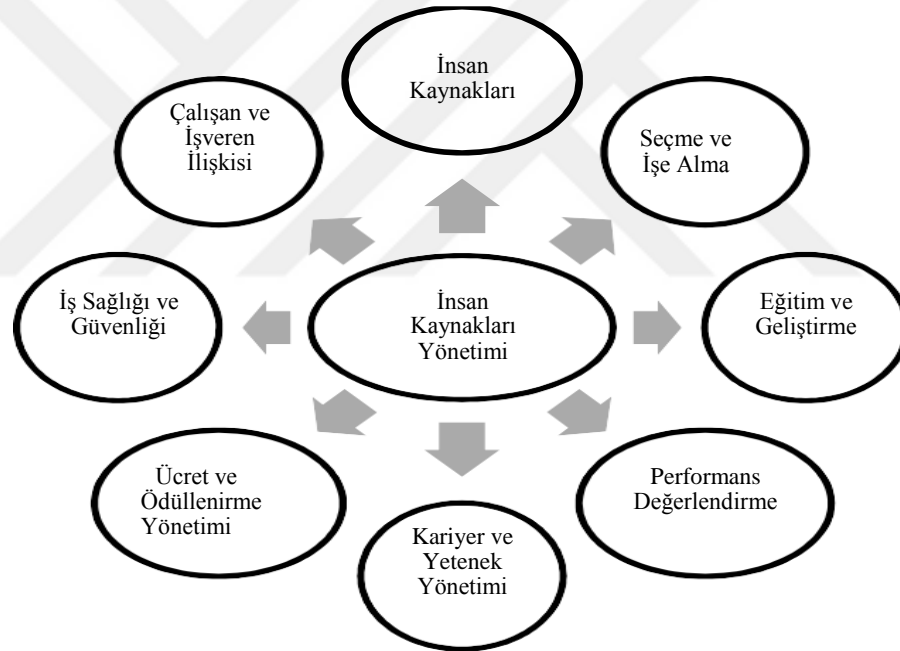 İnsan
Kaynakları
Çalışan ve
İşveren
İlişkisi
Seçme ve
İşe Alma
İş Sağlığı ve
Güvenliği
İnsan
Kaynakları
Yönetimi
Eğitim ve
Geliştirme
Ücret ve
Ödüllenirme
Yönetimi
Performans
Değerlendirme
Kariyer ve
Yetenek
Yönetimi